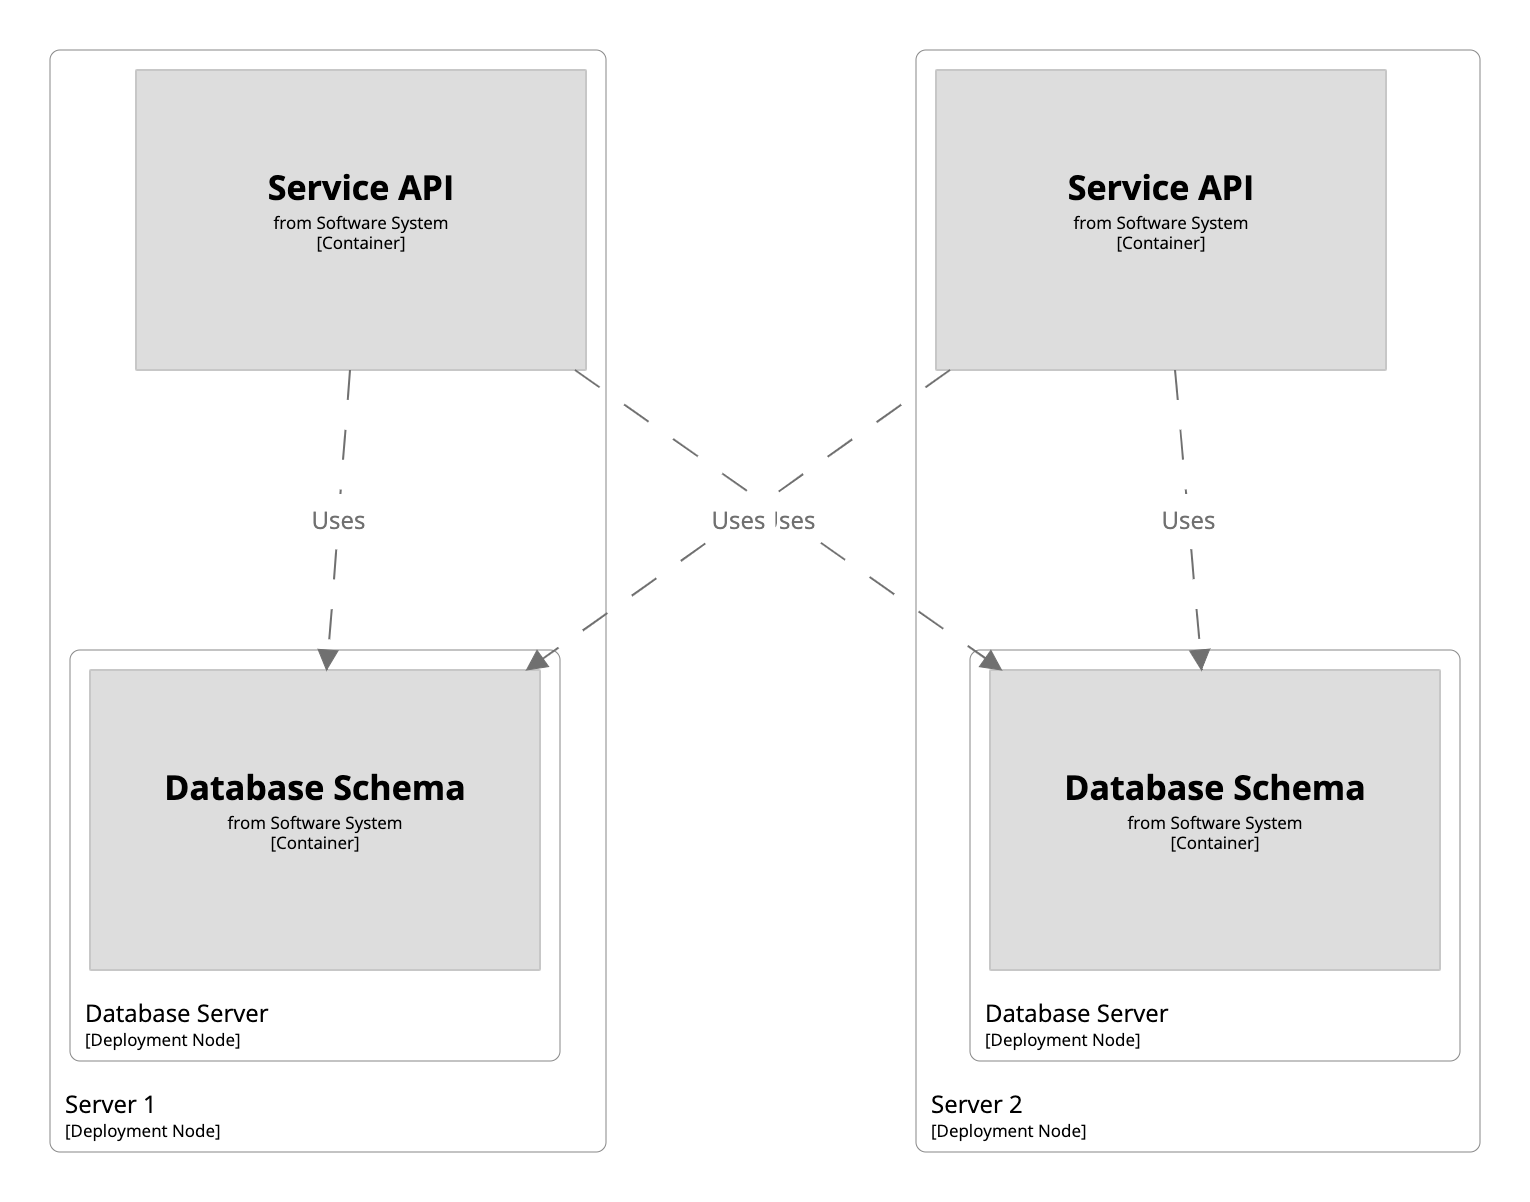 Service API
from Software System
[Container]
Service API
from Software System
[Container]
Uses
Uses
Uses
Database Schema
from Software System
[Container]
Database Server
[Deployment Node]
Server 1
[Deployment Node]
Database Schema
from Software System
[Container]
Database Server
[Deployment Node]
Server 2
[Deployment Node]